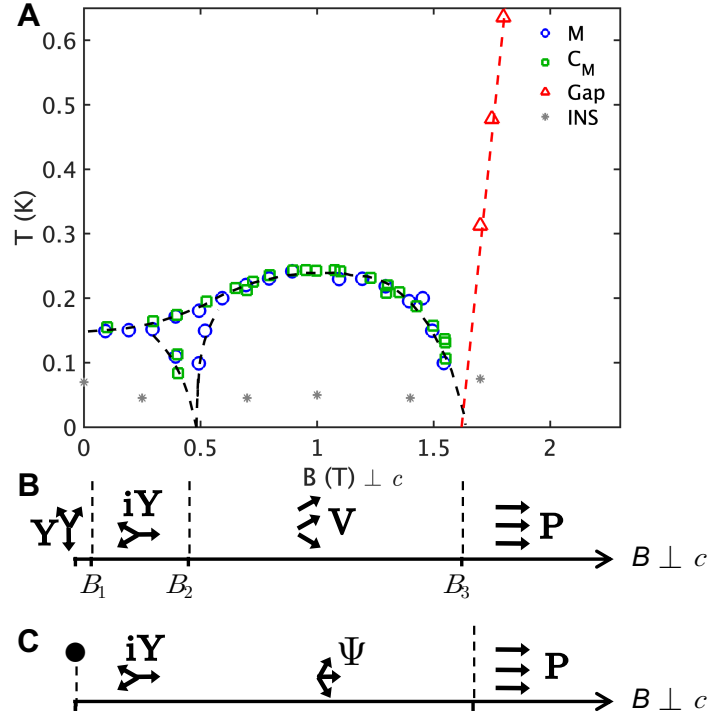 A
0.6
0.5
0.4
0.3
0.2
0.1
0
T (K)
M
C_M
Gap
INS
0 0.5 1 1.5 2
B (T) ⊥ c
B
Y Y iY V P
B ⊥ c
B₁ B₂ B₃
C
iY Ψ P
B ⊥ c